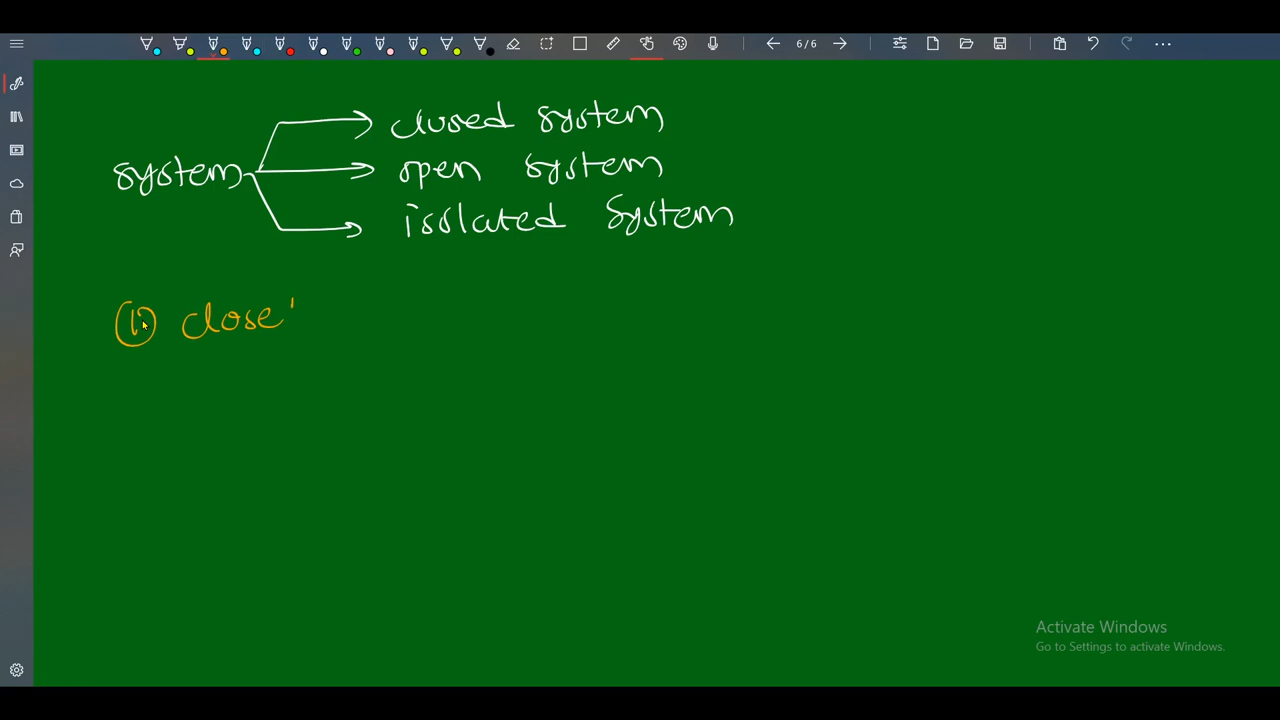 6/6
closed system
system open system
isolated system
① close'
Activate Windows
Go to Settings to activate Windows.